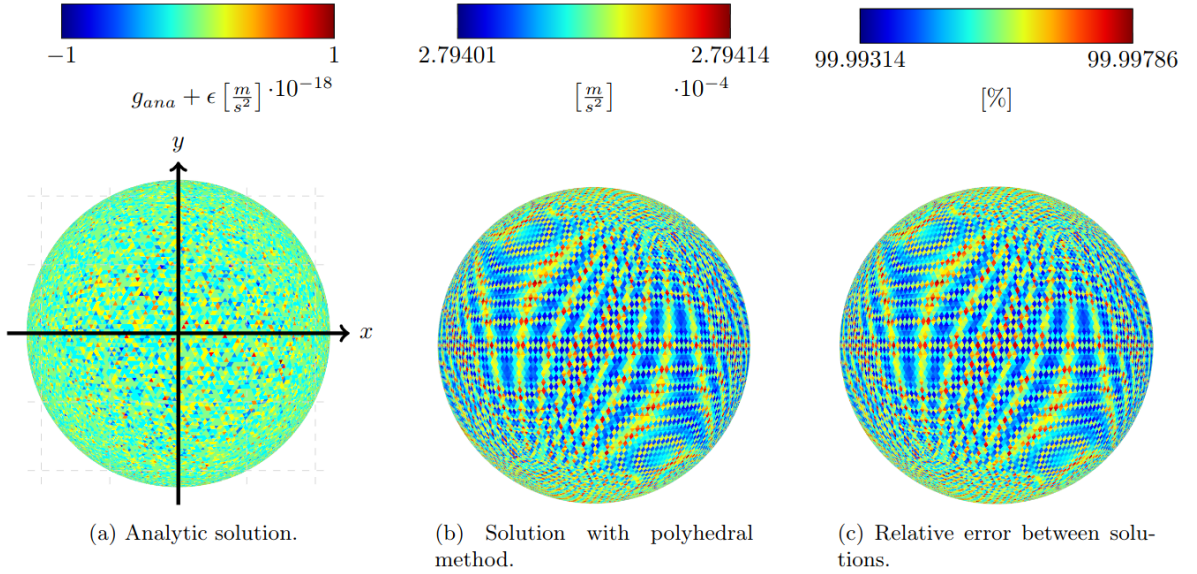 −1 1
g_ana + ϵ [m/s²] ·10⁻¹⁸
2.79401 2.79414
[m/s²] ·10⁻⁴
99.99314 99.99786
[%]
y
x
(a) Analytic solution.
(b) Solution with polyhedral
method.
(c) Relative error between solu-
tions.